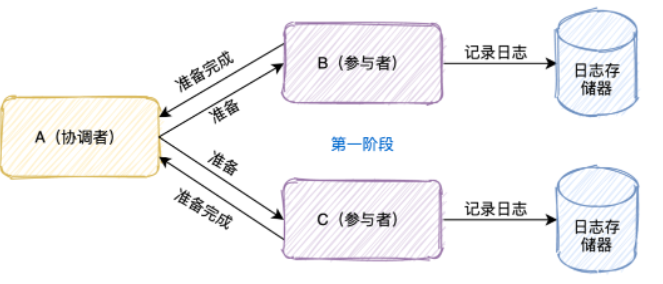 准备完成
B（参与者）
记录日志
日志存
储器
准备
A（协调者）
第一阶段
准备
准备完成
C（参与者）
记录日志
日志存
储器